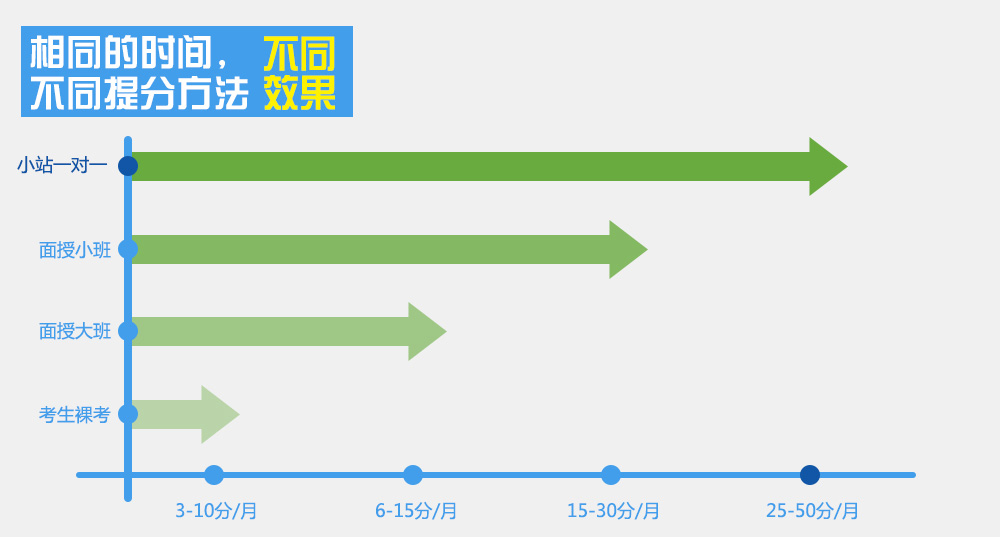 相同的时间，不同
不同提分方法 效果
小站一对一
面授小班
面授大班
考生裸考
3-10分/月
6-15分/月
15-30分/月
25-50分/月